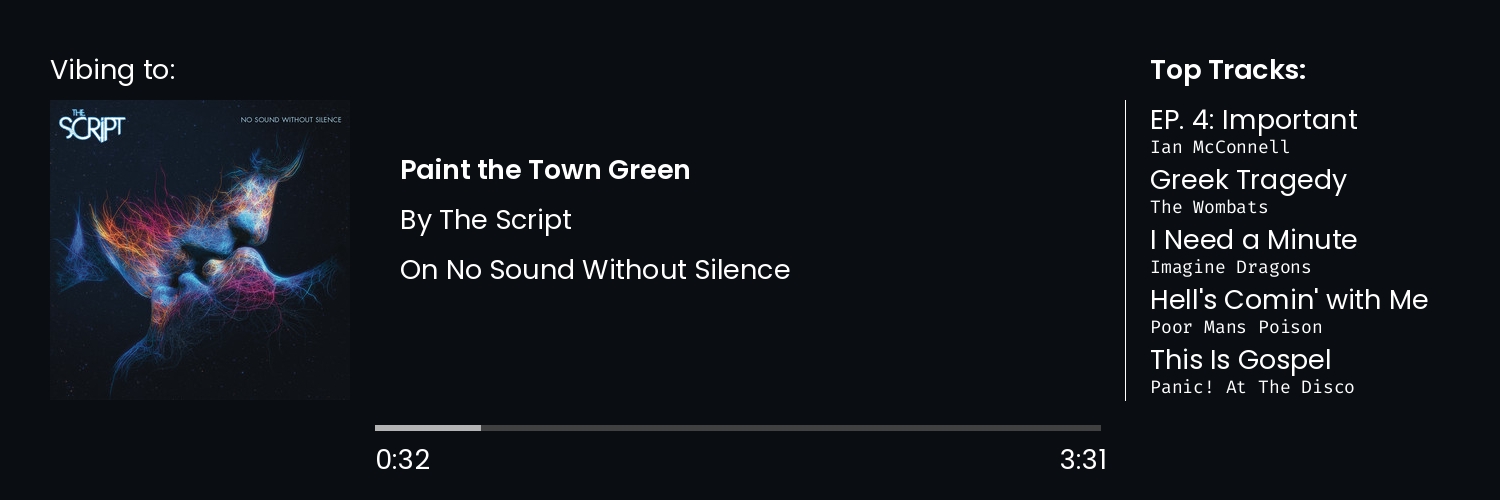 Vibing to:
THE
SCRIPT
NO SOUND WITHOUT SILENCE
Paint the Town Green
By The Script
On No Sound Without Silence
0:32
3:31
Top Tracks:
EP. 4: Important
Ian McConnell
Greek Tragedy
The Wombats
I Need a Minute
Imagine Dragons
Hell's Comin' with Me
Poor Mans Poison
This Is Gospel
Panic! At The Disco